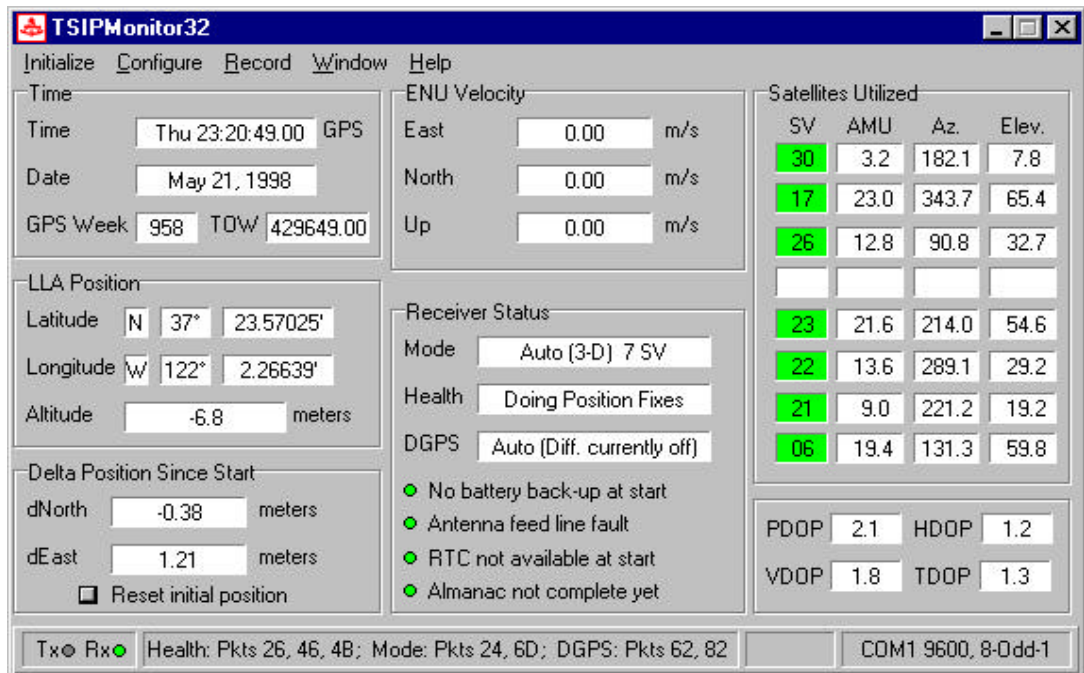 TSIPMonitor32
Initialize Configure Record Window Help
Time
Time Thu 23:20:49.00 GPS
Date May 21, 1998
GPS Week 958 TOW 429649.00
LLA Position
Latitude N 37° 23.57025'
Longitude W 122° 2.26639'
Altitude -6.8 meters
Delta Position Since Start
dNorth -0.38 meters
dEast 1.21 meters
Reset initial position
ENU Velocity
East 0.00 m/s
North 0.00 m/s
Up 0.00 m/s
Receiver Status
Mode Auto (3-D) 7 SV
Health Doing Position Fixes
DGPS Auto (Diff. currently off)
No battery back-up at start
Antenna feed line fault
RTC not available at start
Almanac not complete yet
Satellites Utilized
SV AMU Az. Elev.
30 3.2 182.1 7.8
17 23.0 343.7 65.4
26 12.8 90.8 32.7
23 21.6 214.0 54.6
22 13.6 289.1 29.2
21 9.0 221.2 19.2
06 19.4 131.3 59.8
PDOP 2.1 HDOP 1.2
VDOP 1.8 TDOP 1.3
Tx Rx Health: Pkts 26, 46, 4B; Mode: Pkts 24, 6D; DGPS: Pkts 62, 82 COM1 9600, 8-Odd-1